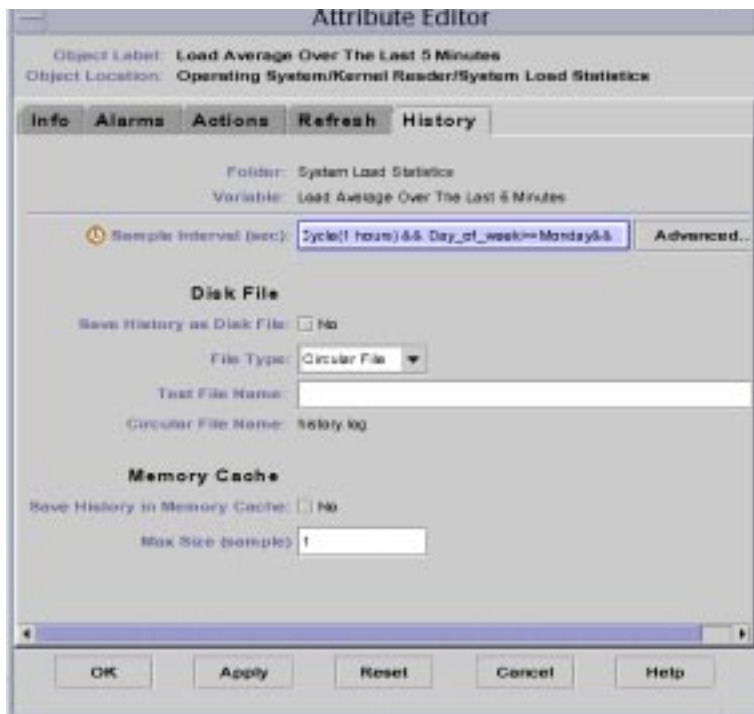 Attribute Editor
Object Label: Load Average Over The Last 5 Minutes
Object Location: Operating System/Kernel Reader/System Load Statistics
Info Alarms Actions Refresh History
Folder: System Load Statistics
Variable: Load Average Over The Last 5 Minutes
Sample Interval (sec): Cycle(1 hours) && Day_of_week==Monday&& Advanced..
Disk File
Save History as Disk File: No
File Type: Circular File
Text File Name:
Circular File Name: history.log
Memory Cache
Save History in Memory Cache: No
Max Size (sample) 1
OK Apply Reset Cancel Help